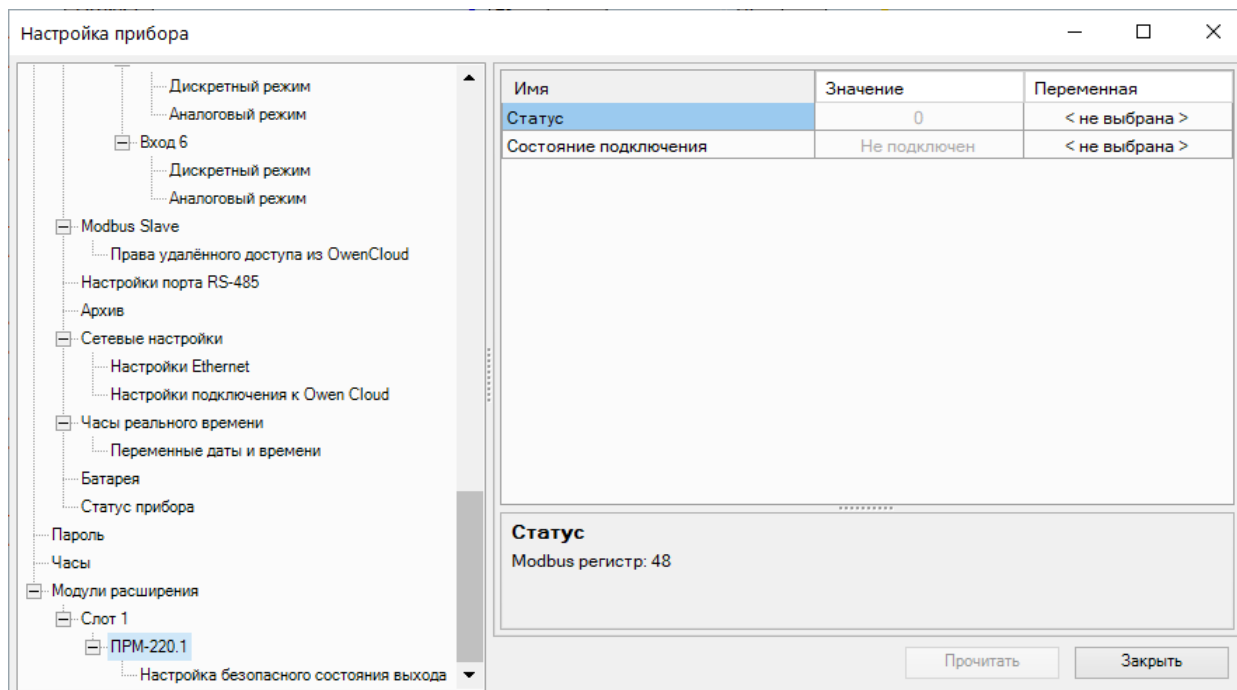 Настройка прибора
Дискретный режим
Аналоговый режим
Вход 6
Дискретный режим
Аналоговый режим
Modbus Slave
Права удалённого доступа из OwenCloud
Настройки порта RS-485
Архив
Сетевые настройки
Настройки Ethernet
Настройки подключения к Owen Cloud
Часы реального времени
Переменные даты и времени
Батарея
Статус прибора
Пароль
Часы
Модули расширения
Слот 1
ПРМ-220.1
Настройка безопасного состояния выхода
Имя Значение Переменная
Статус 0 < не выбрана >
Состояние подключения Не подключен < не выбрана >
Статус
Modbus регистр: 48
Прочитать Закрыть